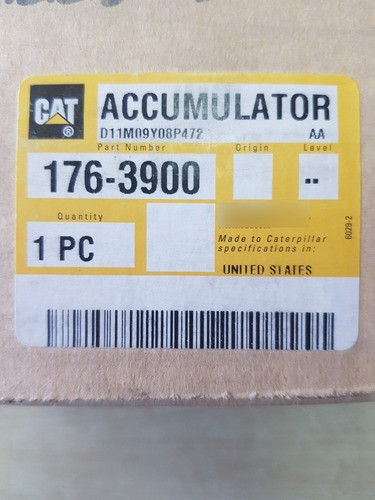 CAT ®
ACCUMULATOR
D11M09Y08P472 AA
Part Number Origin Level
176-3900 --
Quantity
1 PC
Made to Caterpillar
specifications in:
UNITED STATES
6029-2